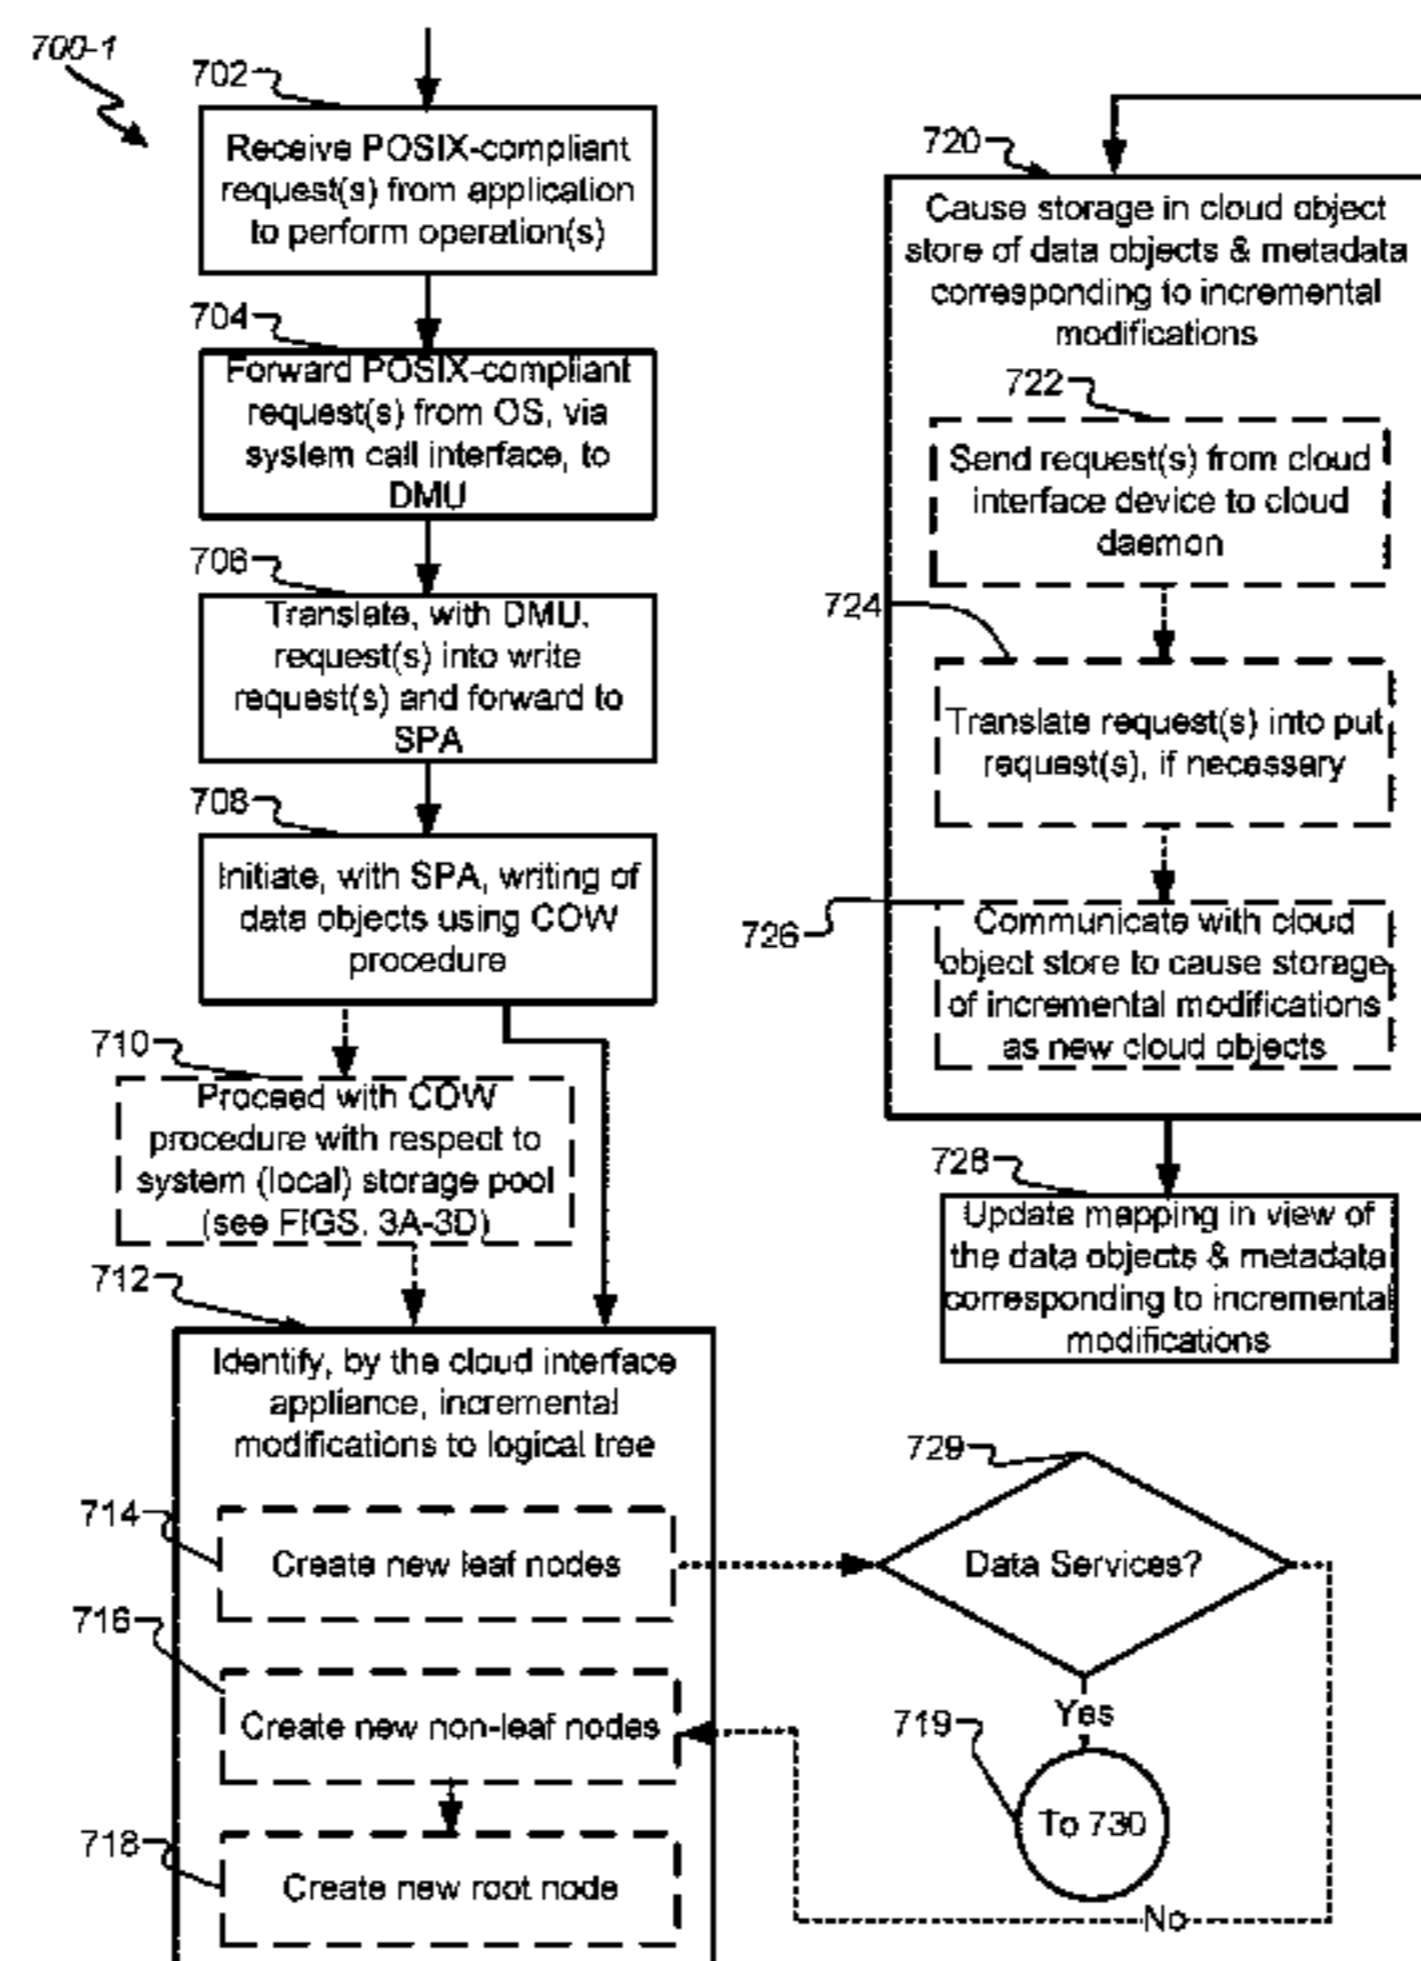 700-1
702
Receive POSIX-compliant
request(s) from application
to perform operation(s)
704
Forward POSIX-compliant
request(s) from OS, via
system call interface, to
DMU
706
Translate, with DMU,
request(s) into write
request(s) and forward to
SPA
708
Initiate, with SPA, writing of
data objects using COW
procedure
710
Proceed with COW
procedure with respect to
system (local) storage pool
(see FIGS. 3A-3D)
712
Identify, by the cloud interface
appliance, incremental
modifications to logical tree
714
Create new leaf nodes
716
Create new non-leaf nodes
718
Create new root node
720
Cause storage in cloud object
store of data objects & metadata
corresponding to incremental
modifications
722
Send request(s) from cloud
interface device to cloud
daemon
724
Translate request(s) into put
request(s), if necessary
726
Communicate with cloud
object store to cause storage
of incremental modifications
as new cloud objects
728
Update mapping in view of
the data objects & metadata
corresponding to incremental
modifications
729
Data Services?
Yes
719
To 730
No